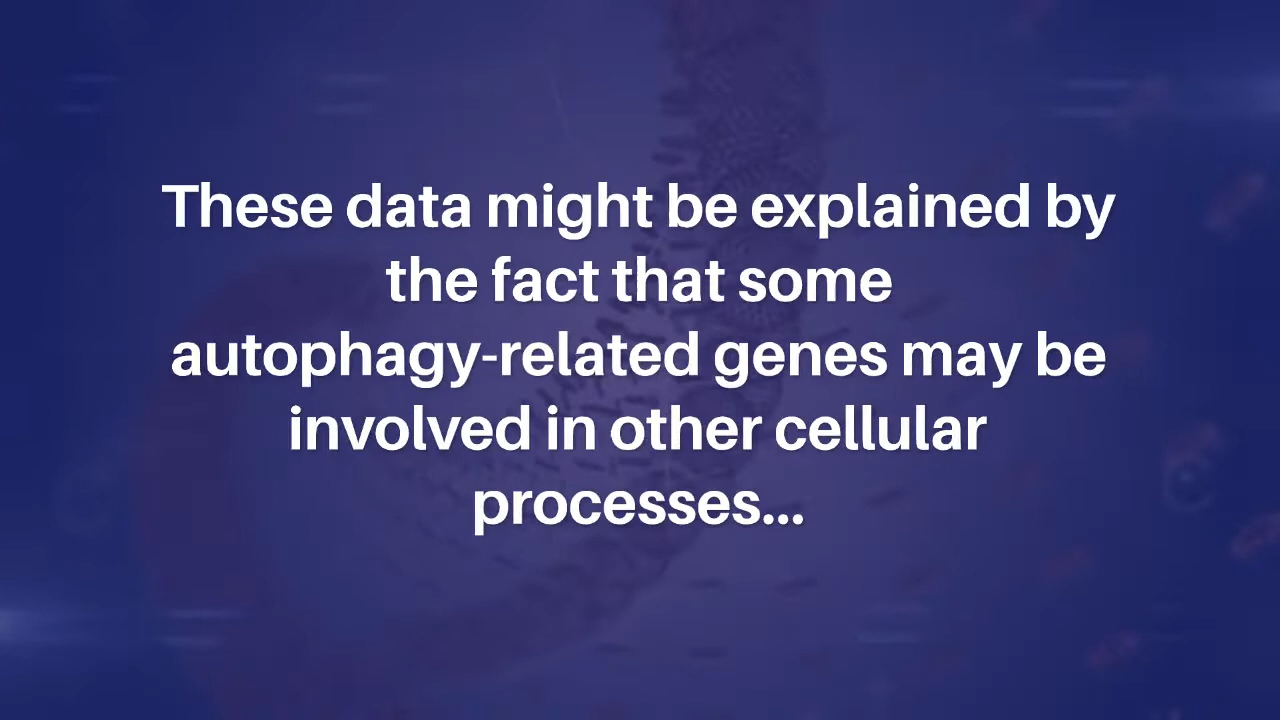 These data might be explained by
the fact that some
autophagy-related genes may be
involved in other cellular
processes...